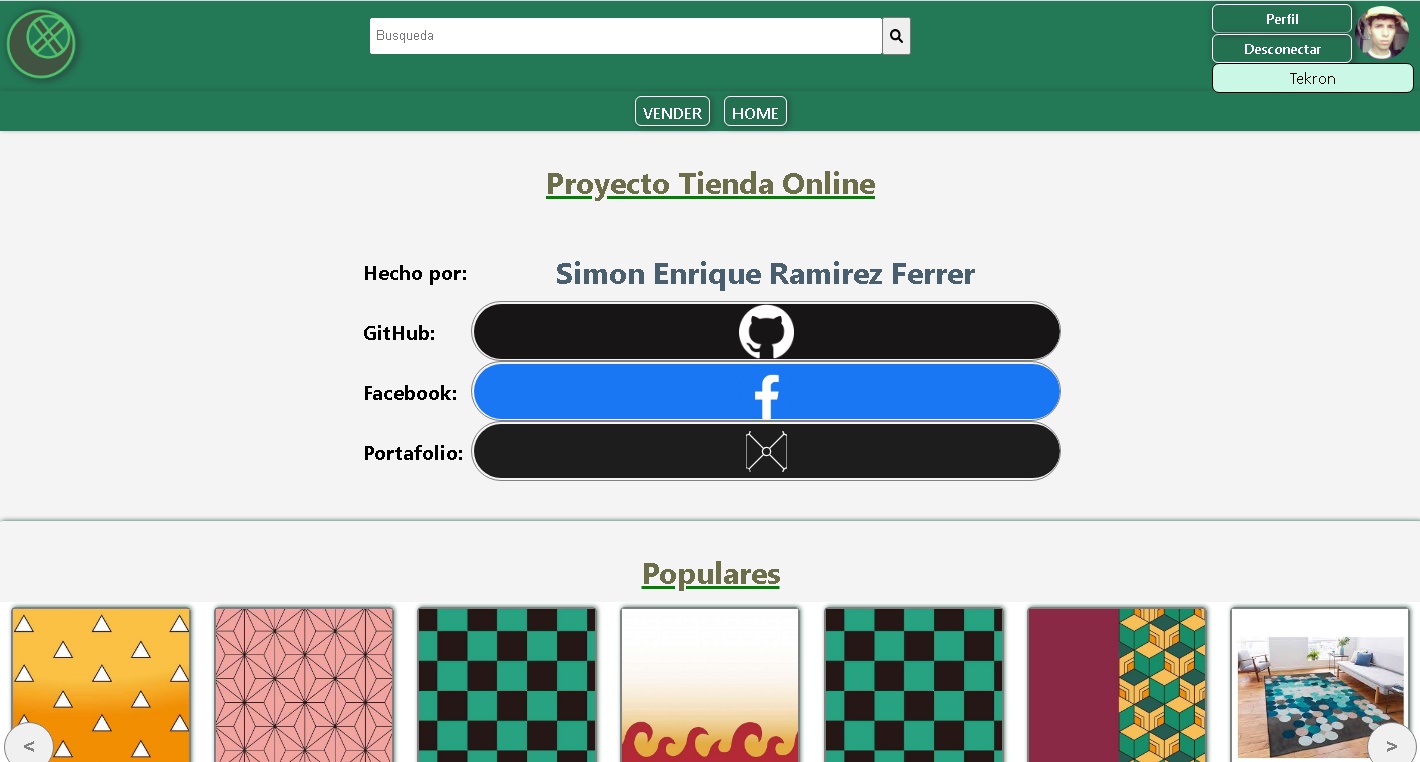 Busqueda
Perfil
Desconectar
Tekron
VENDER HOME
Proyecto Tienda Online
Hecho por: Simon Enrique Ramirez Ferrer
GitHub:
Facebook:
Portafolio:
Populares
< >